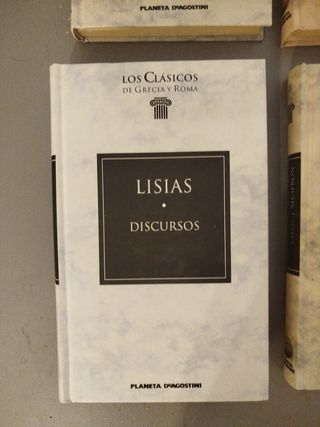 PLANETA DEAGOSTINI
LOS CLÁSICOS
DE GRECIA Y ROMA
LISIAS
•
DISCURSOS
PLANETA DEAGOSTINI